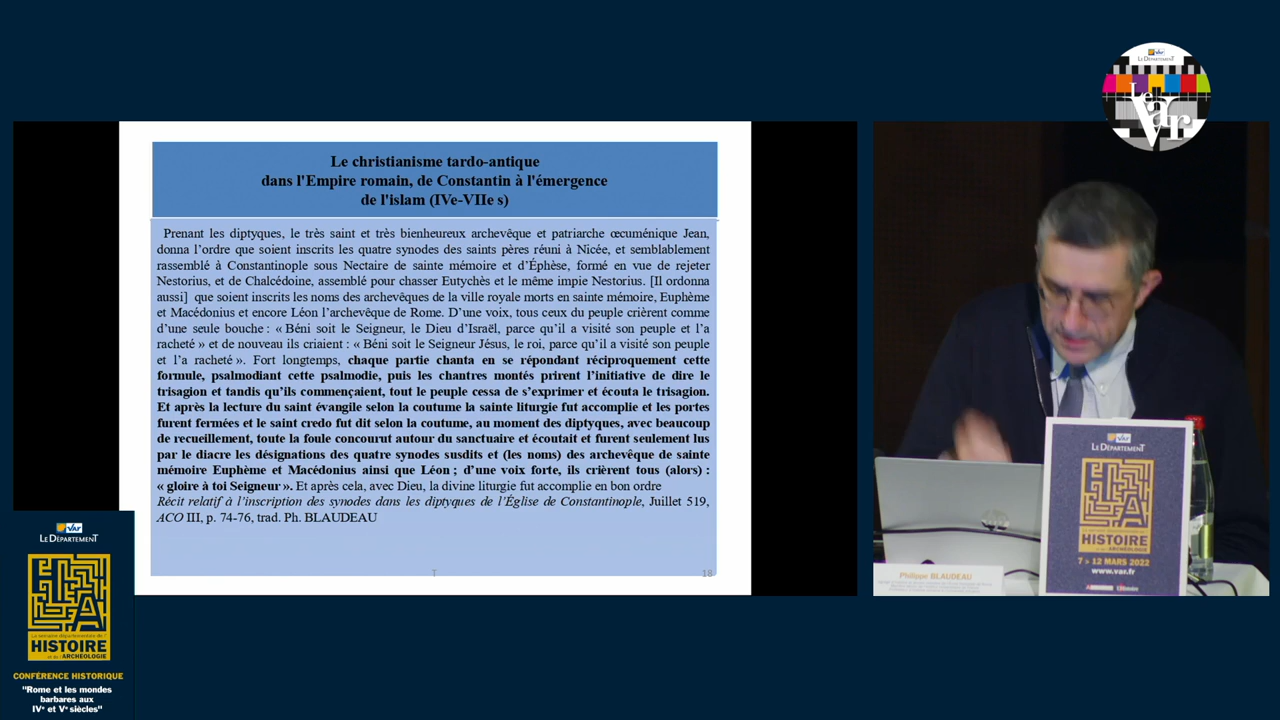 Le christianisme tardo-antique
dans l'Empire romain, de Constantin à l'émergence
de l'islam (IVe-VIIe s)
Prenant les diptyques, le très saint et très bienheureux archevêque et patriarche œcuménique Jean,
donna l’ordre que soient inscrits les quatre synodes des saints pères réuni à Nicée, et semblablement
rassemblé à Constantinople sous Nectaire de sainte mémoire et d’Éphèse, formé en vue de rejeter
Nestorius, et de Chalcédoine, assemblé pour chasser Eutychès et le même impie Nestorius. [Il ordonna
aussi] que soient inscrits les noms des archevêques de la ville royale morts en sainte mémoire, Euphème
et Macédonius et encore Léon l’archevêque de Rome. D’une voix, tous ceux du peuple crièrent comme
d’une seule bouche : « Béni soit le Seigneur, le Dieu d’Israël, parce qu’il a visité son peuple et l’a
racheté » et de nouveau ils criaient : « Béni soit le Seigneur Jésus, le roi, parce qu’il a visité son peuple
et l’a racheté ». Fort longtemps, chaque partie chanta en se répondant réciproquement cette
formule, psalmodiant cette psalmodie, puis les chantres montés prirent l’initiative de dire le
trisagion et tandis qu’ils commençaient, tout le peuple cessa de s’exprimer et écouta le trisagion.
Et après la lecture du saint évangile selon la coutume la sainte liturgie fut accomplie et les portes
furent fermées et le saint credo fut dit selon la coutume, au moment des diptyques, avec beaucoup
de recueillement, toute la foule concourut autour du sanctuaire et écoutait et furent seulement lus
par le diacre les désignations des quatre synodes susdits et (les noms) des archevêque de sainte
mémoire Euphème et Macédonius ainsi que Léon ; d’une voix forte, ils crièrent tous (alors) :
« gloire à toi Seigneur ». Et après cela, avec Dieu, la divine liturgie fut accomplie en bon ordre
Récit relatif à l’inscription des synodes dans les diptyques de l’Église de Constantinople, Juillet 519,
ACO III, p. 74-76, trad. Ph. BLAUDEAU
T
18
VAR
LE DÉPARTEMENT
Le Var
VAR
LE DÉPARTEMENT
HISTOIRE
7 > 12 MARS 2022
www.var.fr
Philippe BLAUDEAU
VAR
LE DÉPARTEMENT
La semaine départementale de l'
HISTOIRE
et de l'ARCHÉOLOGIE
CONFÉRENCE HISTORIQUE
"Rome et les mondes
barbares aux
IVe et Ve siècles"